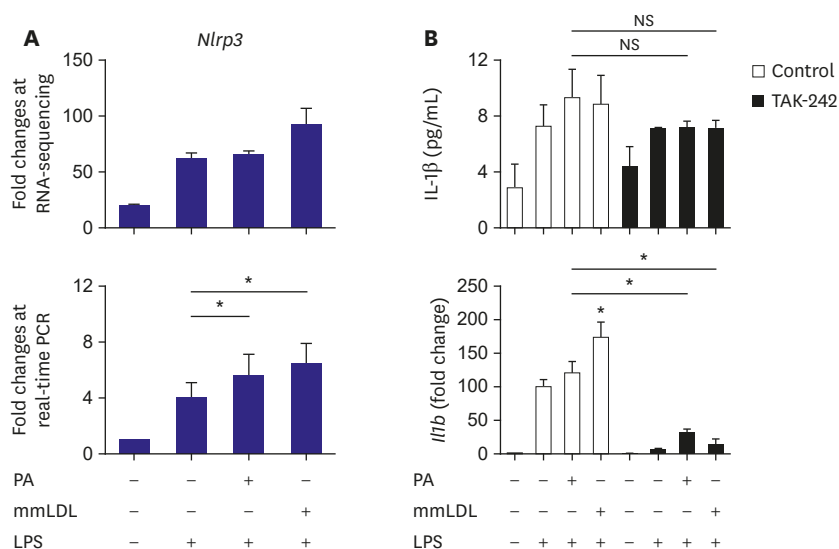 A
Nlrp3
Fold changes at
RNA-sequencing
150
100
50
0
Fold changes at
real-time PCR
12
8
4
0
*
*
PA − − + −
mmLDL − − − +
LPS − + + +
B
NS
NS
IL-1β (pg/mL)
12
8
4
0
Control
TAK-242
Il1b (fold change)
250
200
150
100
50
0
*
*
*
PA − − + − − − + −
mmLDL − − − + − − − +
LPS − + + + − + + +